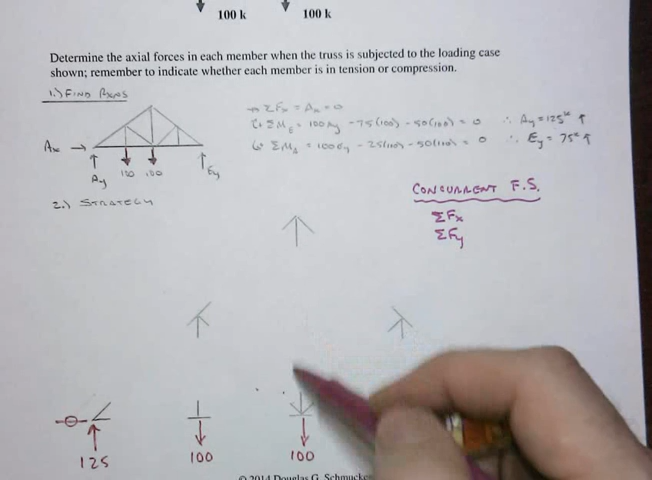 100 k 100 k
Determine the axial forces in each member when the truss is subjected to the loading case
shown; remember to indicate whether each member is in tension or compression.
1.) FIND RXNS
→ ΣFx = Ax = 0
ΣME = 100Ay - 75(100) - 50(100) = 0 ∴ Ay = 125k ↑
ΣMA = 100Ey - 25(100) - 50(100) = 0 ∴ Ey = 75k ↑
Ax →
Ay 100 100 Ey
2.) STRATEGY
CONCURRENT F.S.
ΣFx
ΣFy
125 100 100
© 2014 Douglas G. Schmucke